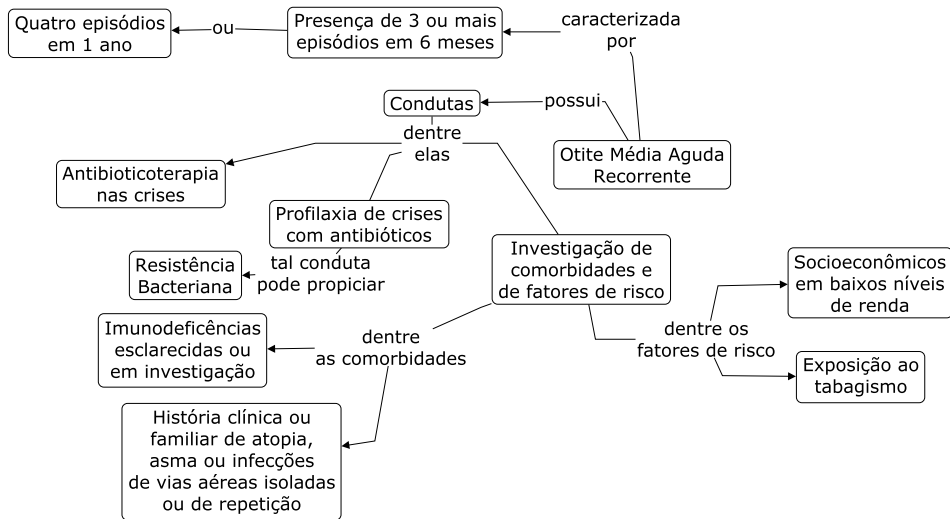 Quatro episódios
em 1 ano
ou
Presença de 3 ou mais
episódios em 6 meses
caracterizada
por
Condutas
possui
dentre
elas
Otite Média Aguda
Recorrente
Antibioticoterapia
nas crises
Profilaxia de crises
com antibióticos
Investigação de
comorbidades e
de fatores de risco
Resistência
Bacteriana
tal conduta
pode propiciar
Socioeconômicos
em baixos níveis
de renda
Imunodeficências
esclarecidas ou
em investigação
dentre
as comorbidades
dentre os
fatores de risco
Exposição ao
tabagismo
História clínica ou
familiar de atopia,
asma ou infecções
de vias aéreas isoladas
ou de repetição